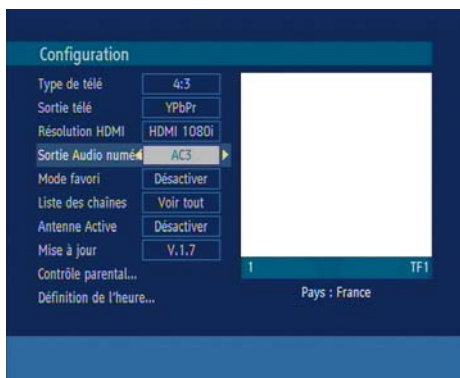 Configuration
Type de télé 4:3
Sortie télé YPbPr
Résolution HDMI HDMI 1080i
Sortie Audio numé AC3
Mode favori Désactiver
Liste des chaînes Voir tout
Antenne Active Désactiver
Mise à jour V.1.7
Contrôle parental...
Définition de l'heure...
1 TF1
Pays : France